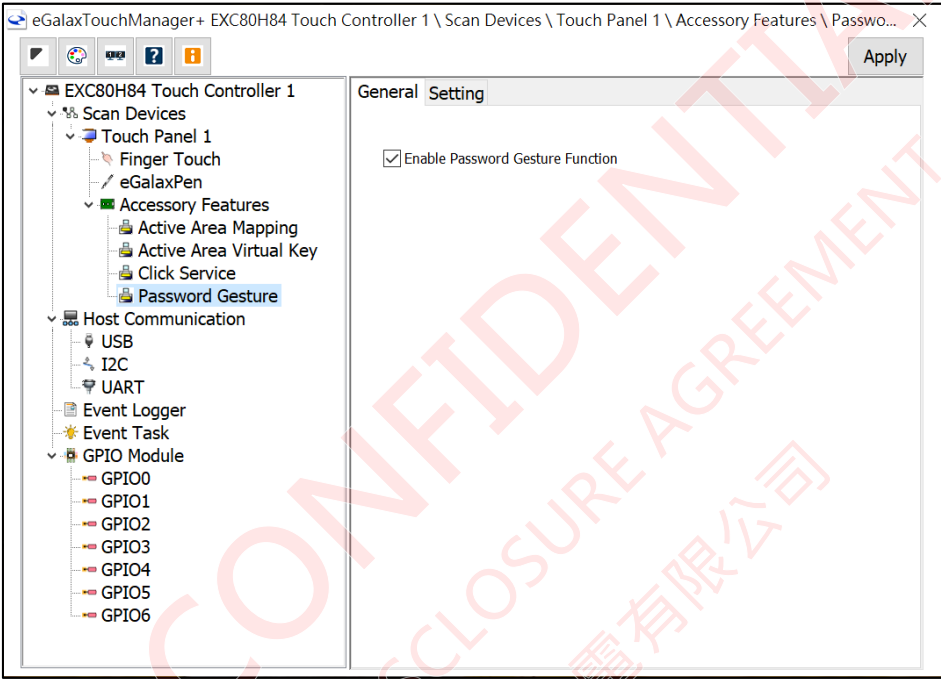 eGalaxTouchManager+ EXC80H84 Touch Controller 1 \ Scan Devices \ Touch Panel 1 \ Accessory Features \ Passwo...
Apply
EXC80H84 Touch Controller 1
Scan Devices
Touch Panel 1
Finger Touch
eGalaxPen
Accessory Features
Active Area Mapping
Active Area Virtual Key
Click Service
Password Gesture
Host Communication
USB
I2C
UART
Event Logger
Event Task
GPIO Module
GPIO0
GPIO1
GPIO2
GPIO3
GPIO4
GPIO5
GPIO6
General Setting
Enable Password Gesture Function
CONFIDENTIA
CLOSURE AGREEMENT
有限公司